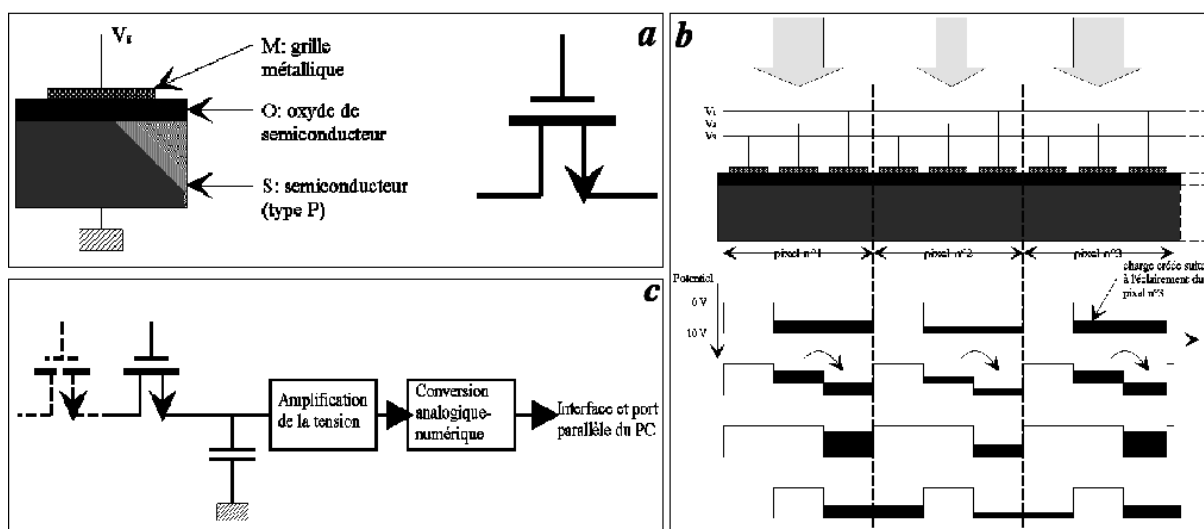 a
Vg
M: grille
métallique
O: oxyde de
semiconducteur
S: semiconducteur
(type P)
b
V₁
V₂
V₃
pixel n°1
pixel n°2
pixel n°3
Potentiel
0 V
10 V
charge créée suite
à l'éclairement du
pixel n°3
c
Amplification
de la tension
Conversion
analogique-
numérique
Interface et port
parallèle du PC